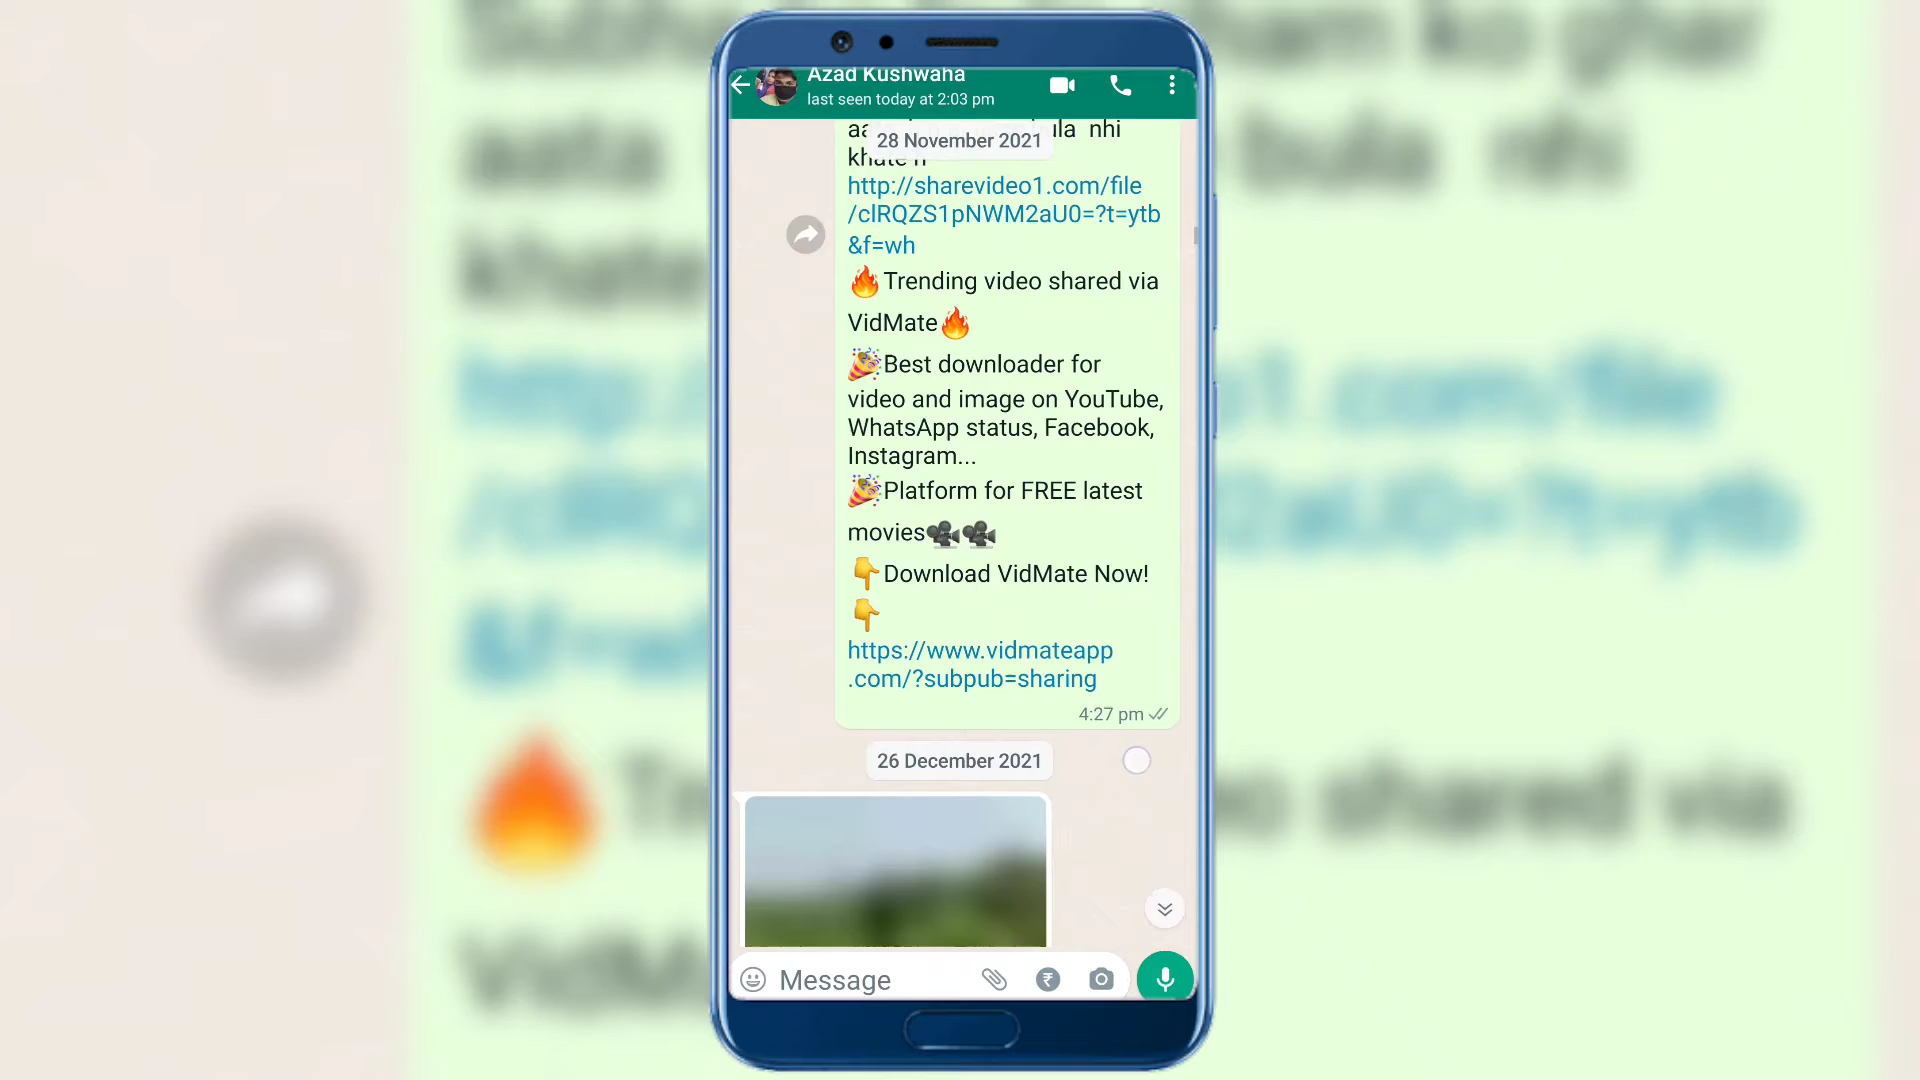 Azad Kushwaha
last seen today at 2:03 pm
28 November 2021
nhi
khate h
http://sharevideo1.com/file
/clRQZS1pNWM2aU0=?t=ytb
&f=wh
🔥Trending video shared via
VidMate🔥
🎉Best downloader for
video and image on YouTube,
WhatsApp status, Facebook,
Instagram...
🎉Platform for FREE latest
movies🎥🎥
👇Download VidMate Now!
👇
https://www.vidmateapp
.com/?subpub=sharing
4:27 pm
26 December 2021
Message